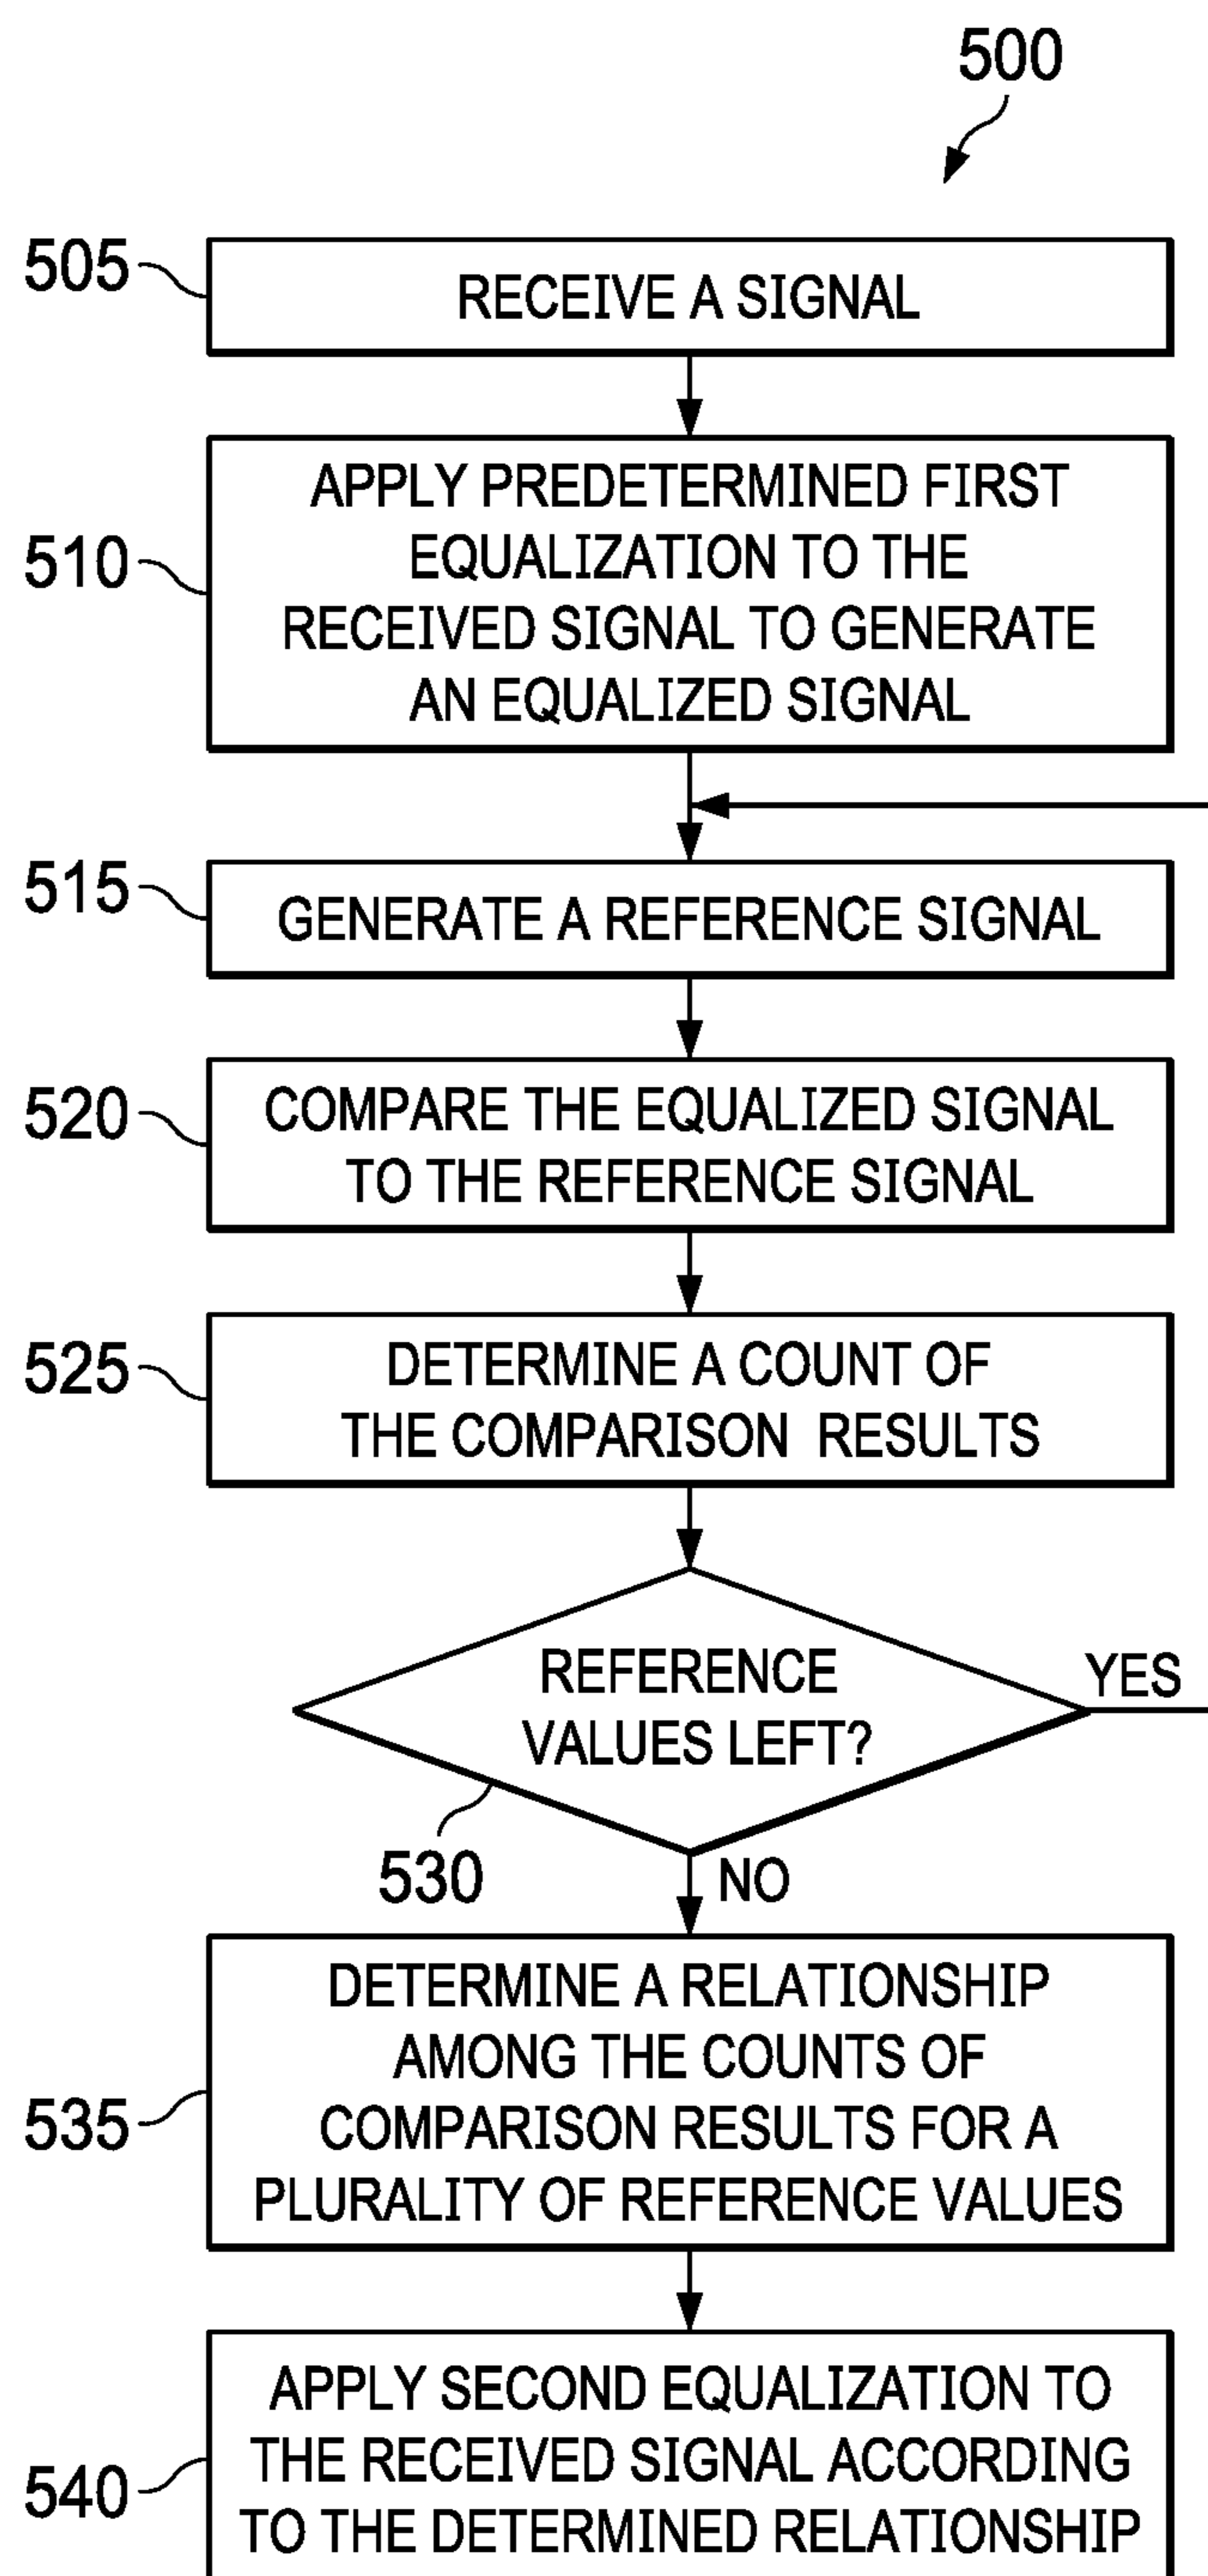 500
505
RECEIVE A SIGNAL
510
APPLY PREDETERMINED FIRST
EQUALIZATION TO THE
RECEIVED SIGNAL TO GENERATE
AN EQUALIZED SIGNAL
515
GENERATE A REFERENCE SIGNAL
520
COMPARE THE EQUALIZED SIGNAL
TO THE REFERENCE SIGNAL
525
DETERMINE A COUNT OF
THE COMPARISON RESULTS
REFERENCE
VALUES LEFT?
YES
530
NO
535
DETERMINE A RELATIONSHIP
AMONG THE COUNTS OF
COMPARISON RESULTS FOR A
PLURALITY OF REFERENCE VALUES
540
APPLY SECOND EQUALIZATION TO
THE RECEIVED SIGNAL ACCORDING
TO THE DETERMINED RELATIONSHIP